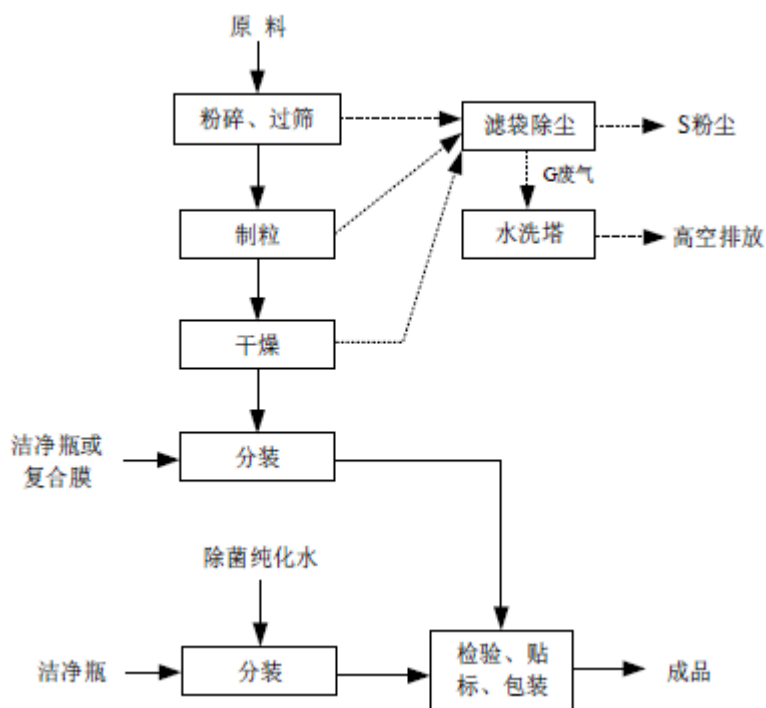 原 料
粉碎、过筛
滤袋除尘
S粉尘
G废气
制粒
水洗塔
高空排放
干燥
洁净瓶或
复合膜
分装
除菌纯化水
洁净瓶
分装
检验、贴
标、包装
成品